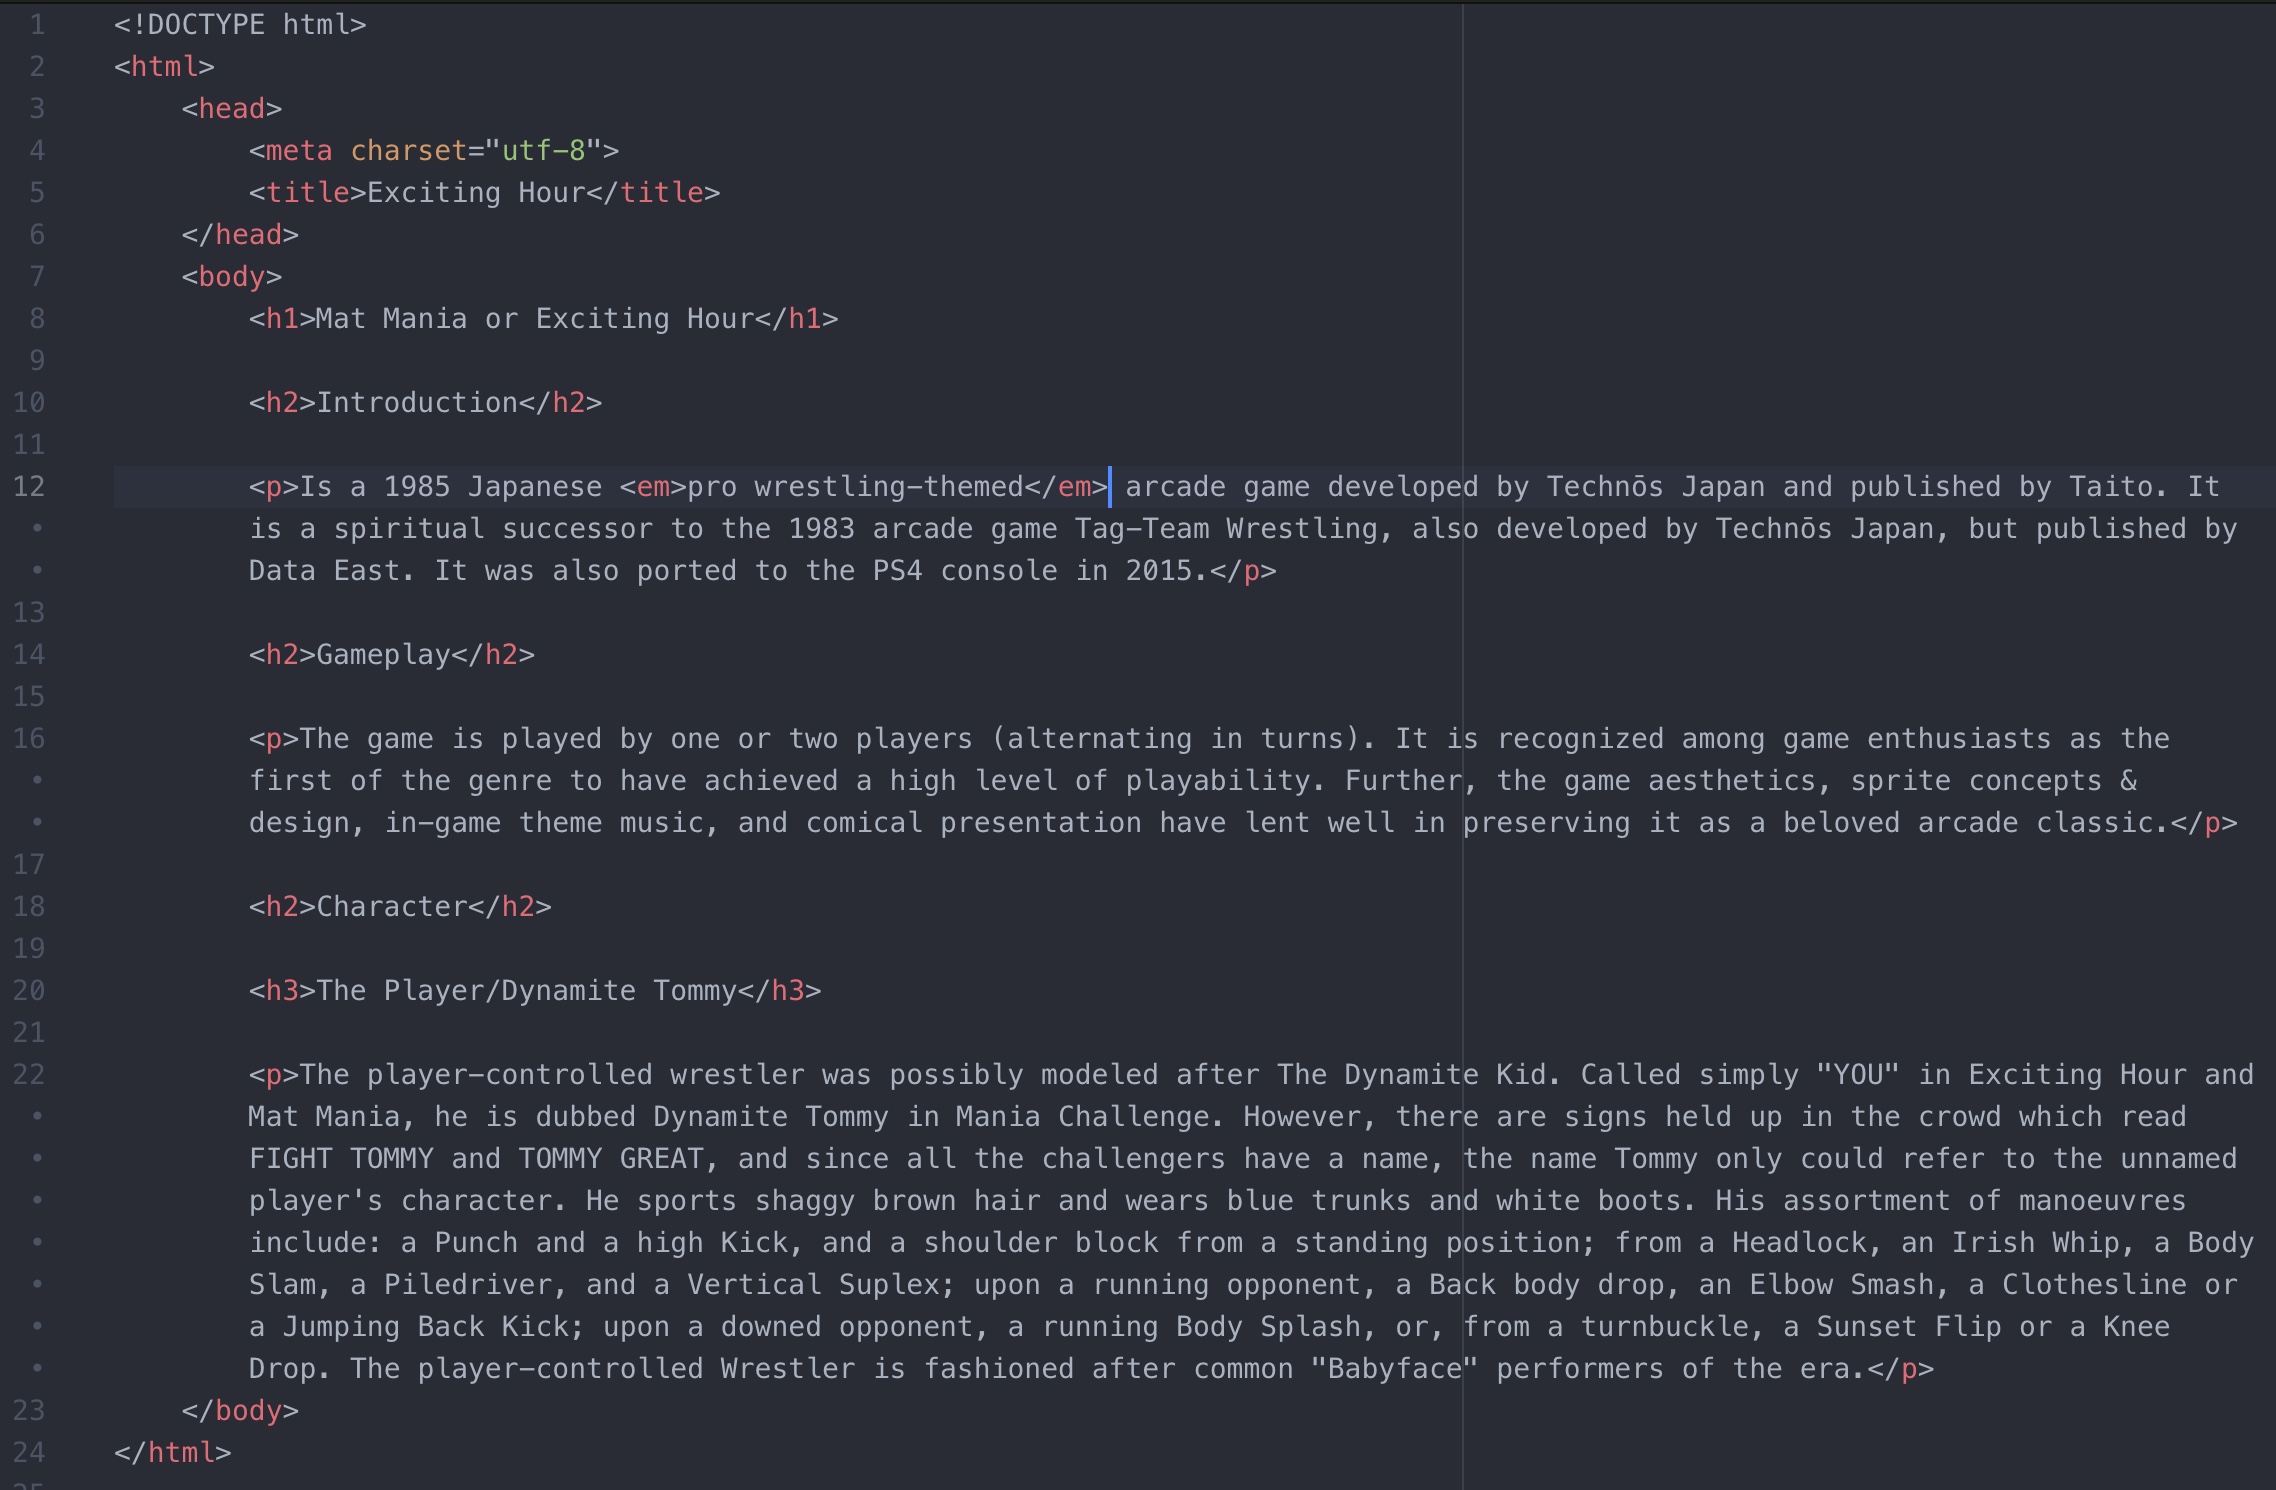 1 <!DOCTYPE html>
2 <html>
3 <head>
4 <meta charset="utf-8">
5 <title>Exciting Hour</title>
6 </head>
7 <body>
8 <h1>Mat Mania or Exciting Hour</h1>
9
10 <h2>Introduction</h2>
11
12 <p>Is a 1985 Japanese <em>pro wrestling-themed</em> arcade game developed by Technōs Japan and published by Taito. It
• is a spiritual successor to the 1983 arcade game Tag-Team Wrestling, also developed by Technōs Japan, but published by
• Data East. It was also ported to the PS4 console in 2015.</p>
13
14 <h2>Gameplay</h2>
15
16 <p>The game is played by one or two players (alternating in turns). It is recognized among game enthusiasts as the
• first of the genre to have achieved a high level of playability. Further, the game aesthetics, sprite concepts &
• design, in-game theme music, and comical presentation have lent well in preserving it as a beloved arcade classic.</p>
17
18 <h2>Character</h2>
19
20 <h3>The Player/Dynamite Tommy</h3>
21
22 <p>The player-controlled wrestler was possibly modeled after The Dynamite Kid. Called simply "YOU" in Exciting Hour and
• Mat Mania, he is dubbed Dynamite Tommy in Mania Challenge. However, there are signs held up in the crowd which read
• FIGHT TOMMY and TOMMY GREAT, and since all the challengers have a name, the name Tommy only could refer to the unnamed
• player's character. He sports shaggy brown hair and wears blue trunks and white boots. His assortment of manoeuvres
• include: a Punch and a high Kick, and a shoulder block from a standing position; from a Headlock, an Irish Whip, a Body
• Slam, a Piledriver, and a Vertical Suplex; upon a running opponent, a Back body drop, an Elbow Smash, a Clothesline or
• a Jumping Back Kick; upon a downed opponent, a running Body Splash, or, from a turnbuckle, a Sunset Flip or a Knee
• Drop. The player-controlled Wrestler is fashioned after common "Babyface" performers of the era.</p>
23 </body>
24 </html>
25